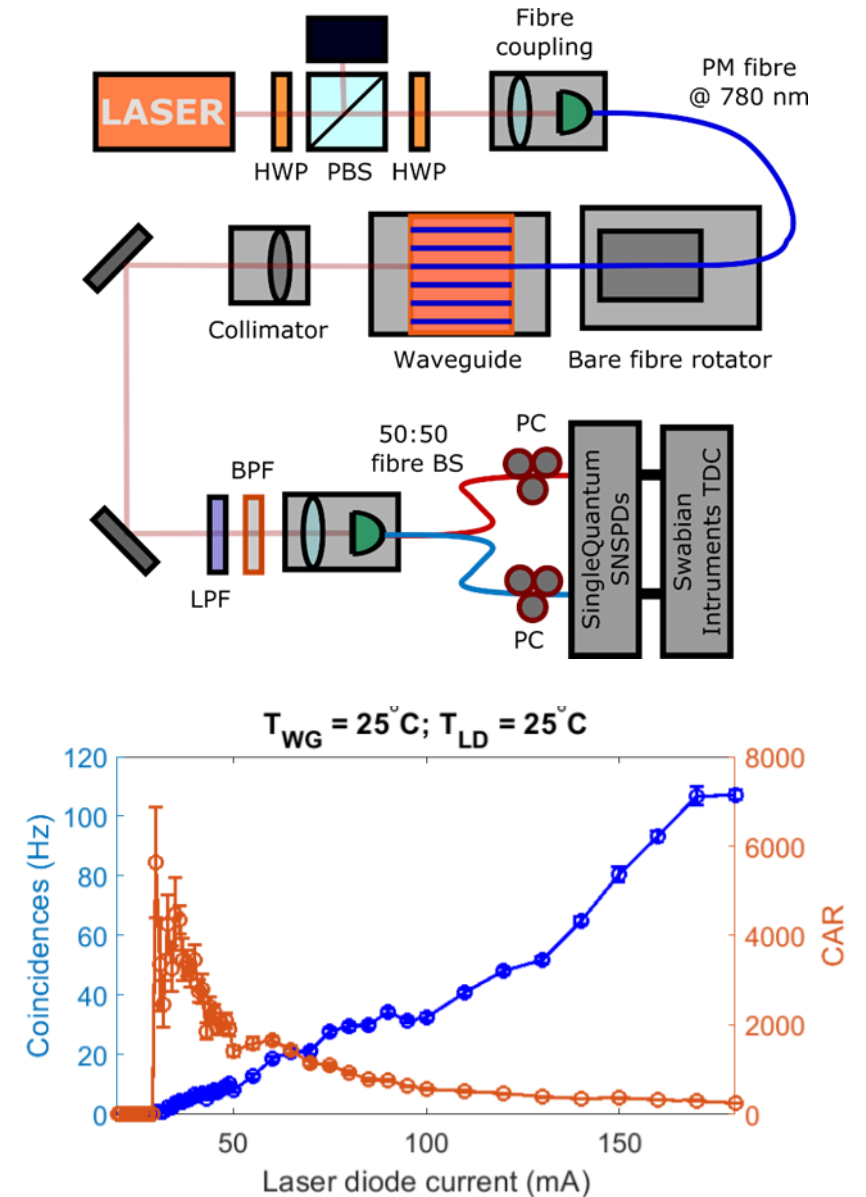 Fibre
coupling
PM fibre
@ 780 nm
LASER
HWP PBS HWP
Collimator
Waveguide
Bare fibre rotator
50:50
fibre BS
PC
BPF
LPF
PC
SingleQuantum
SNSPDs
Swabian
Intruments TDC
T_WG = 25°C; T_LD = 25°C
120
100
80
60
40
20
0
Coincidences (Hz)
8000
6000
4000
2000
0
CAR
50 100 150
Laser diode current (mA)